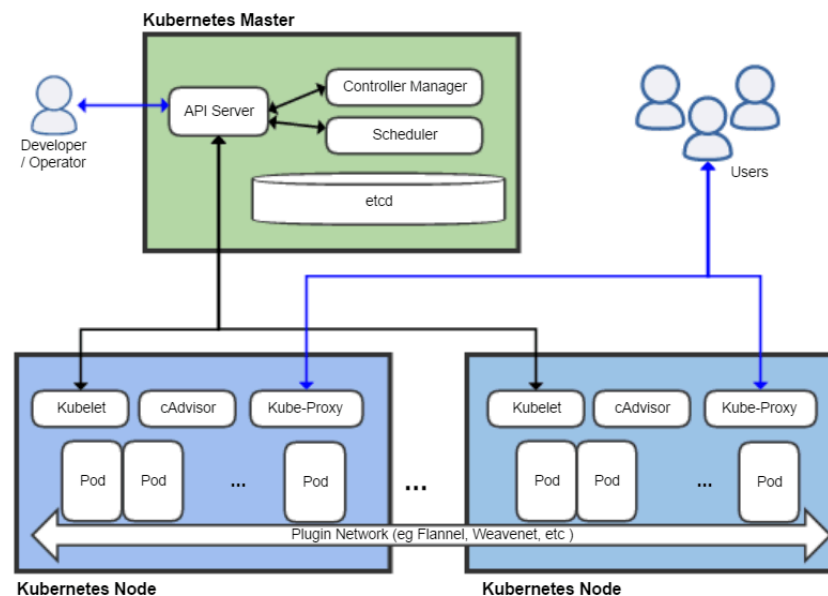 Kubernetes Master
API Server
Controller Manager
Scheduler
etcd
Developer
/ Operator
Users
Kubelet
cAdvisor
Kube-Proxy
Pod
Pod
...
Pod
Kubernetes Node
...
Kubelet
cAdvisor
Kube-Proxy
Pod
Pod
...
Pod
Plugin Network (eg Flannel, Weavenet, etc )
Kubernetes Node